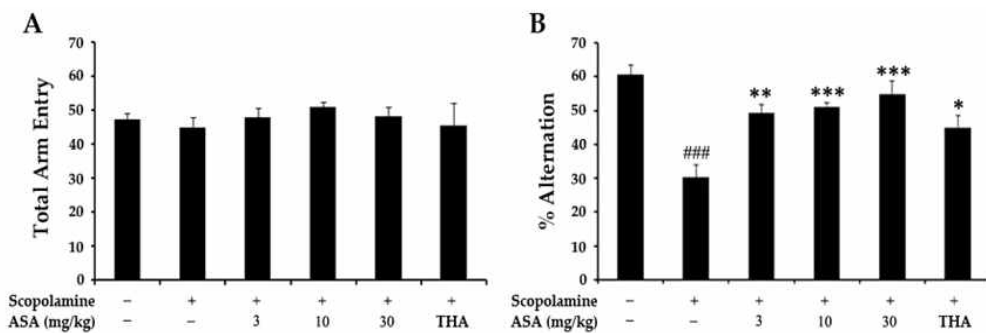 A
Total Arm Entry
70
60
50
40
30
20
10
0
Scopolamine – + + + + +
ASA (mg/kg) – – 3 10 30 THA
B
% Alternation
70
60
50
40
30
20
10
0
###
**
***
***
*
Scopolamine – + + + + +
ASA (mg/kg) – – 3 10 30 THA